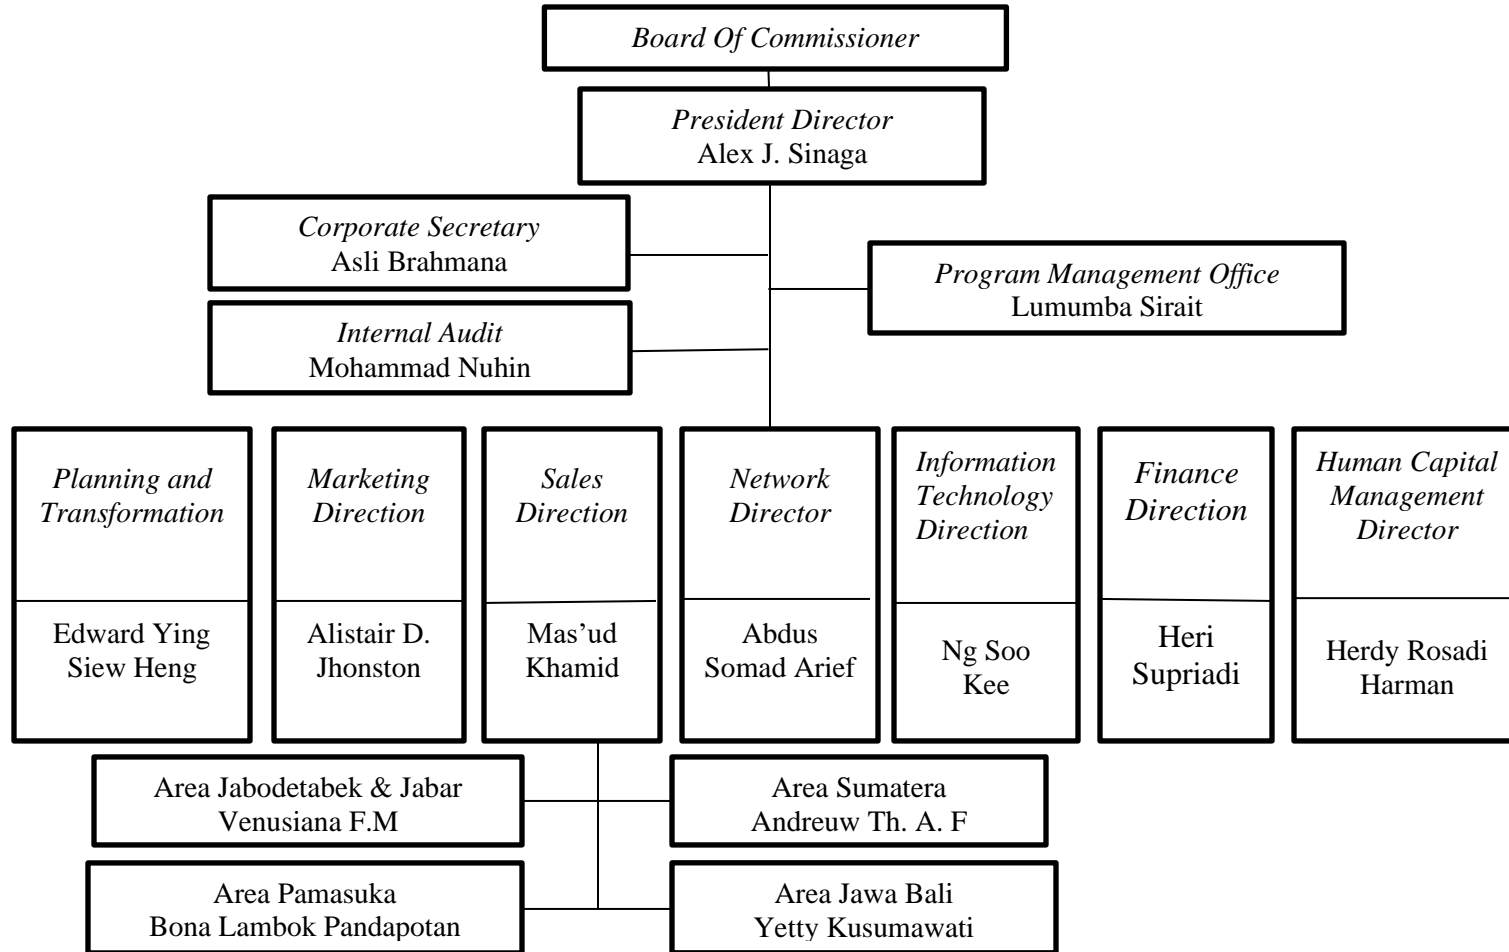 Board Of Commissioner
President Director
Alex J. Sinaga
Corporate Secretary
Asli Brahmana
Program Management Office
Lumumba Sirait
Internal Audit
Mohammad Nuhin
Planning and
Transformation
Edward Ying
Siew Heng
Marketing
Direction
Alistair D.
Jhonston
Sales
Direction
Mas’ud
Khamid
Network
Director
Abdus
Somad Arief
Information
Technology
Direction
Ng Soo
Kee
Finance
Direction
Heri
Supriadi
Human Capital
Management
Director
Herdy Rosadi
Harman
Area Jabodetabek & Jabar
Venusiana F.M
Area Sumatera
Andreuw Th. A. F
Area Pamasuka
Bona Lambok Pandapotan
Area Jawa Bali
Yetty Kusumawati